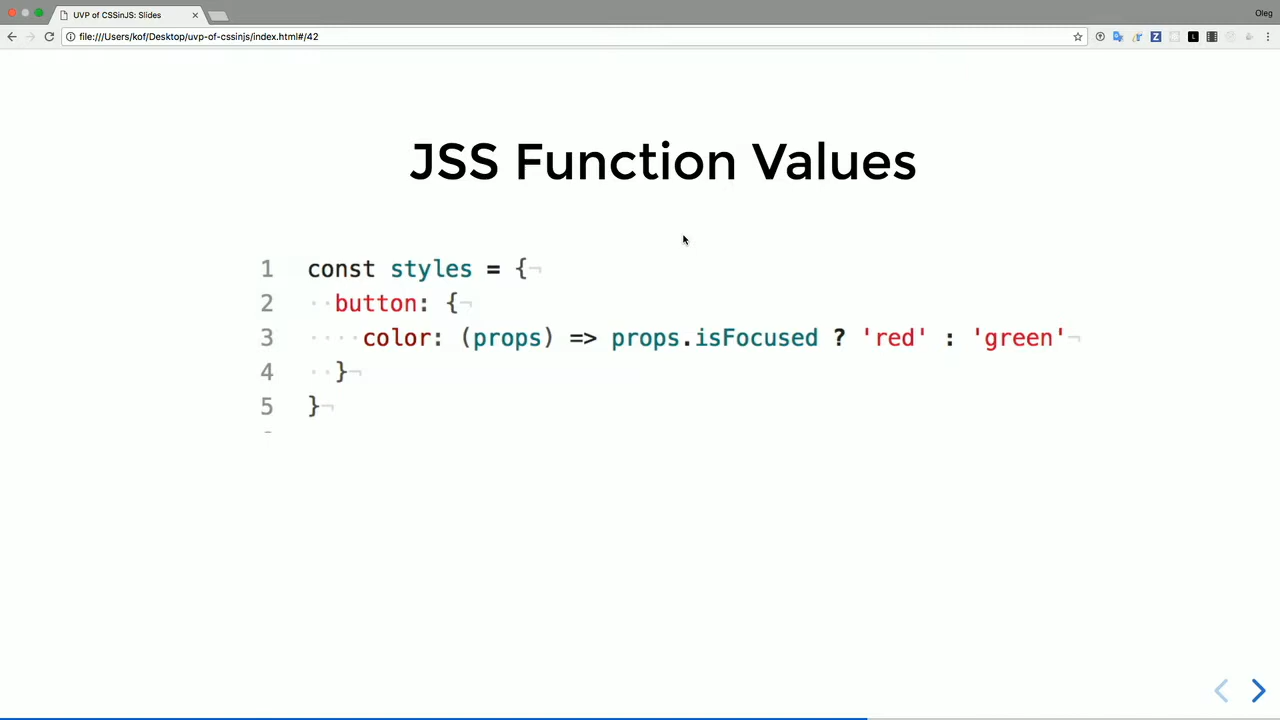 UVP of CSSinJS: Slides
Oleg
file:///Users/kof/Desktop/uvp-of-cssinjs/index.html#/42
JSS Function Values
1 const styles = {¬
2 ··button: {¬
3 ····color: (props) => props.isFocused ? 'red' : 'green'¬
4 ··}¬
5 }¬